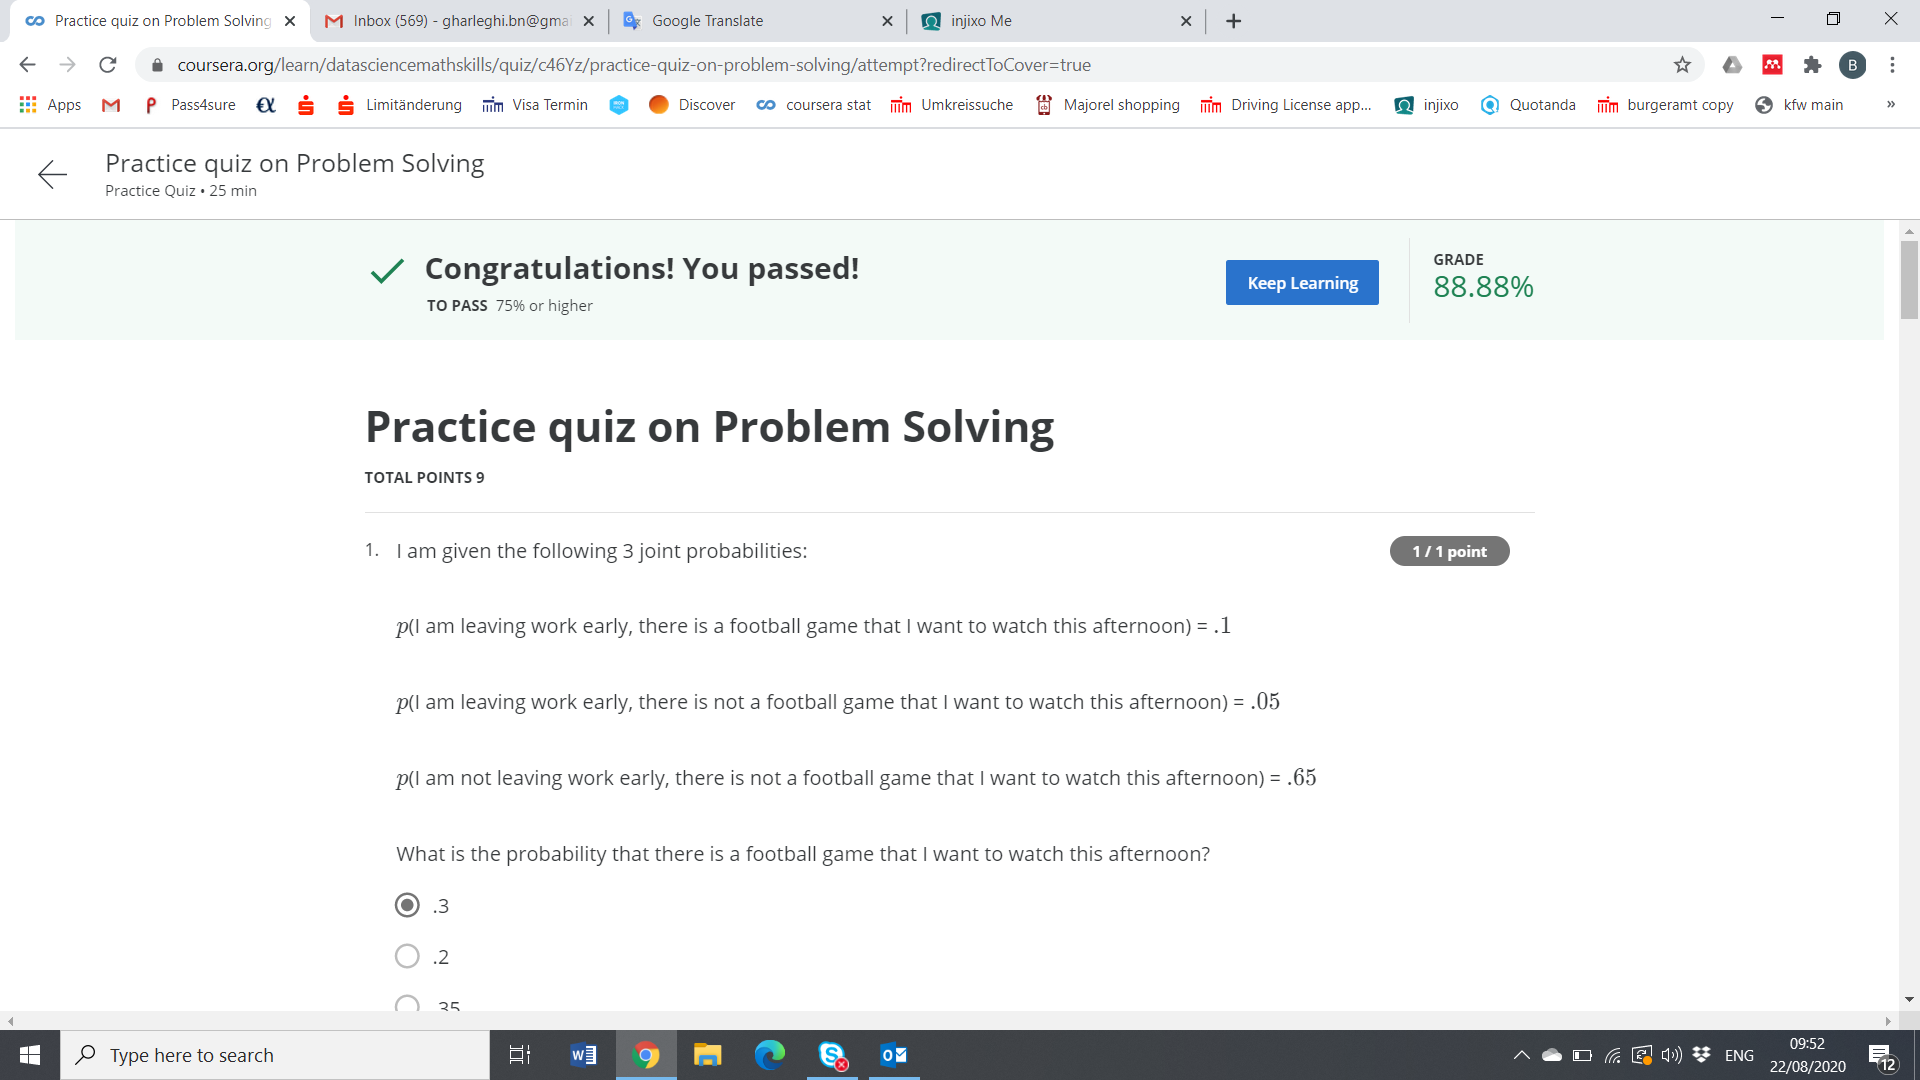 Practice quiz on Problem Solving
Inbox (569) - gharleghi.bn@gmai
Google Translate
injixo Me
coursera.org/learn/datasciencemathskills/quiz/c46Yz/practice-quiz-on-problem-solving/attempt?redirectToCover=true
B
Apps Pass4sure Limitänderung Visa Termin Discover coursera stat Umkreissuche Majorel shopping Driving License app... injixo Quotanda burgeramt copy kfw main »
Practice quiz on Problem Solving
Practice Quiz • 25 min
Congratulations! You passed!
TO PASS 75% or higher
Keep Learning
GRADE
88.88%
Practice quiz on Problem Solving
TOTAL POINTS 9
1. I am given the following 3 joint probabilities:
1 / 1 point
p(I am leaving work early, there is a football game that I want to watch this afternoon) = .1
p(I am leaving work early, there is not a football game that I want to watch this afternoon) = .05
p(I am not leaving work early, there is not a football game that I want to watch this afternoon) = .65
What is the probability that there is a football game that I want to watch this afternoon?
.3
.2
.35
Type here to search
ENG
09:52
22/08/2020
12